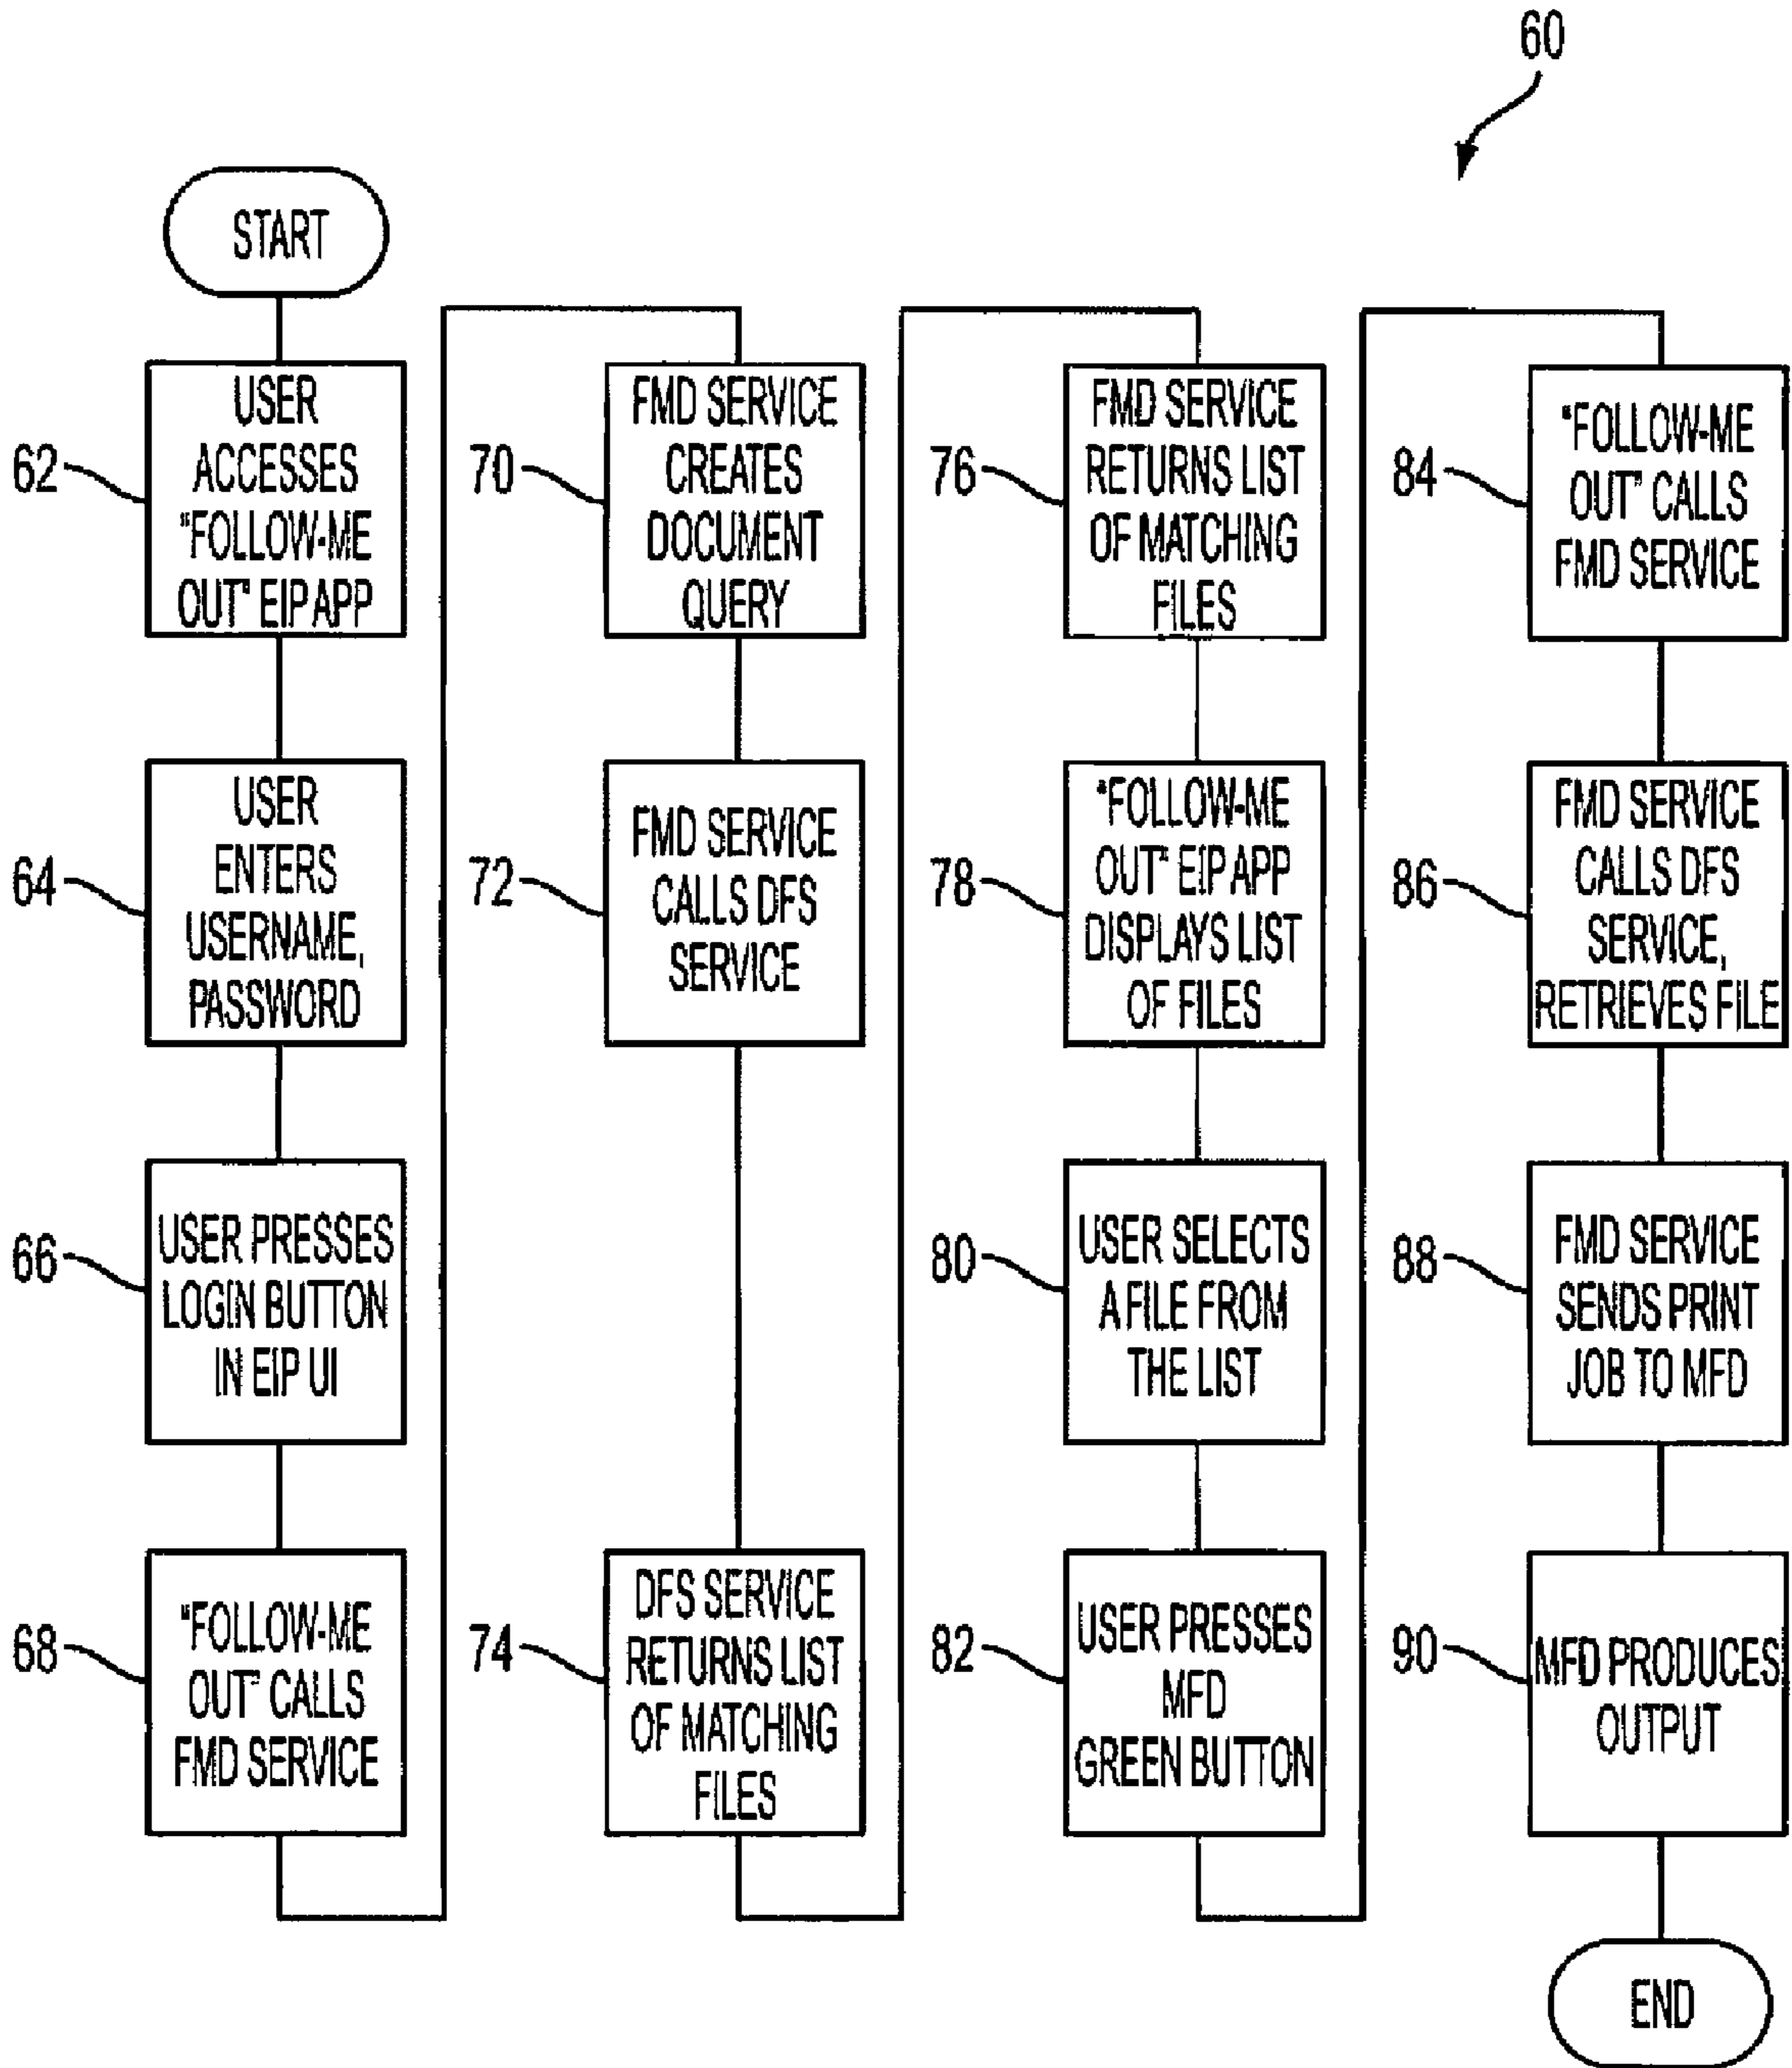 60
START
62
USER
ACCESSES
"FOLLOW-ME
OUT" EIP APP
64
USER
ENTERS
USERNAME,
PASSWORD
66
USER PRESSES
LOGIN BUTTON
IN EIP UI
68
"FOLLOW-ME
OUT" CALLS
FMD SERVICE
70
FMD SERVICE
CREATES
DOCUMENT
QUERY
72
FMD SERVICE
CALLS DFS
SERVICE
74
DFS SERVICE
RETURNS LIST
OF MATCHING
FILES
76
FMD SERVICE
RETURNS LIST
OF MATCHING
FILES
78
"FOLLOW-ME
OUT" EIP APP
DISPLAYS LIST
OF FILES
80
USER SELECTS
A FILE FROM
THE LIST
82
USER PRESSES
MFD
GREEN BUTTON
84
"FOLLOW-ME
OUT" CALLS
FMD SERVICE
86
FMD SERVICE
CALLS DFS
SERVICE,
RETRIEVES FILE
88
FMD SERVICE
SENDS PRINT
JOB TO MFD
90
MFD PRODUCES
OUTPUT
END